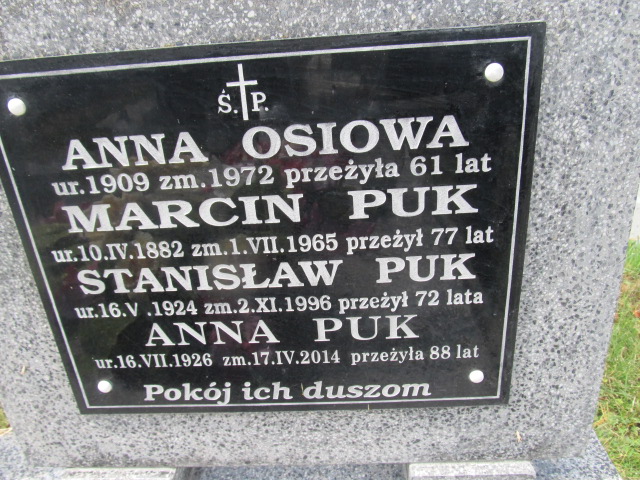 Ś. P.
ANNA OSIOWA
ur.1909 zm.1972 przeżyła 61 lat
MARCIN PUK
ur.10.IV.1882 zm.1.VII.1965 przeżył 77 lat
STANISŁAW PUK
ur.16.V .1924 zm.2.XI.1996 przeżył 72 lata
ANNA PUK
ur.16.VII.1926 zm.17.IV.2014 przeżyła 88 lat
Pokój ich duszom